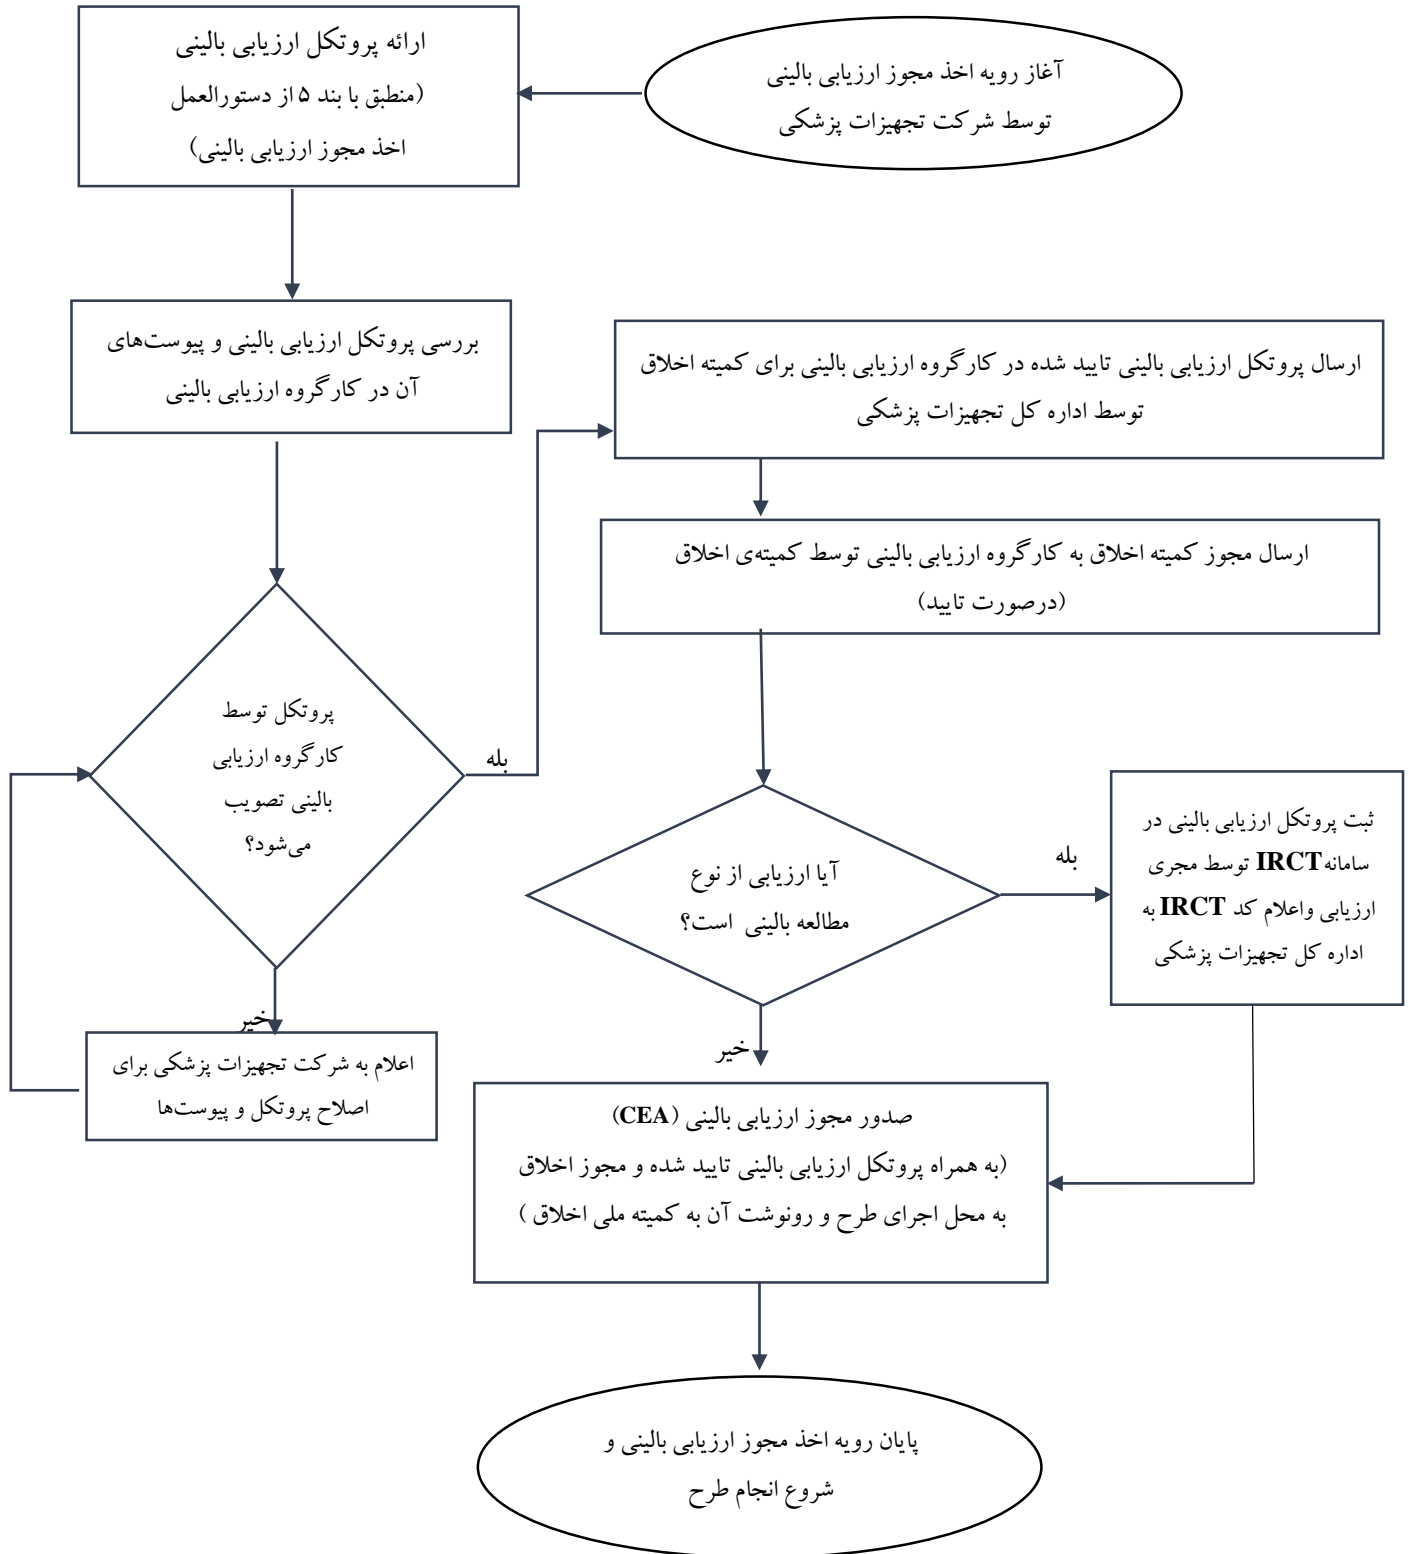 آغاز رویه اخذ مجوز ارزیابی بالینی
توسط شرکت تجهیزات پزشکی
ارائه پروتکل ارزیابی بالینی
(منطبق با بند ۵ از دستورالعمل
اخذ مجوز ارزیابی بالینی)
بررسی پروتکل ارزیابی بالینی و پیوست‌های
آن در کارگروه ارزیابی بالینی
ارسال پروتکل ارزیابی بالینی تایید شده در کارگروه ارزیابی بالینی برای کمیته اخلاق
توسط اداره کل تجهیزات پزشکی
ارسال مجوز کمیته اخلاق به کارگروه ارزیابی بالینی توسط کمیته‌ی اخلاق
(درصورت تایید)
پروتکل توسط
کارگروه ارزیابی
بالینی تصویب
می‌شود؟
بله
خیر
اعلام به شرکت تجهیزات پزشکی برای
اصلاح پروتکل و پیوست‌ها
آیا ارزیابی از نوع
مطالعه بالینی است؟
بله
خیر
ثبت پروتکل ارزیابی بالینی در
سامانه IRCT توسط مجری
ارزیابی واعلام کد IRCT به
اداره کل تجهیزات پزشکی
صدور مجوز ارزیابی بالینی (CEA)
(به همراه پروتکل ارزیابی بالینی تایید شده و مجوز اخلاق
به محل اجرای طرح و رونوشت آن به کمیته ملی اخلاق )
پایان رویه اخذ مجوز ارزیابی بالینی و
شروع انجام طرح